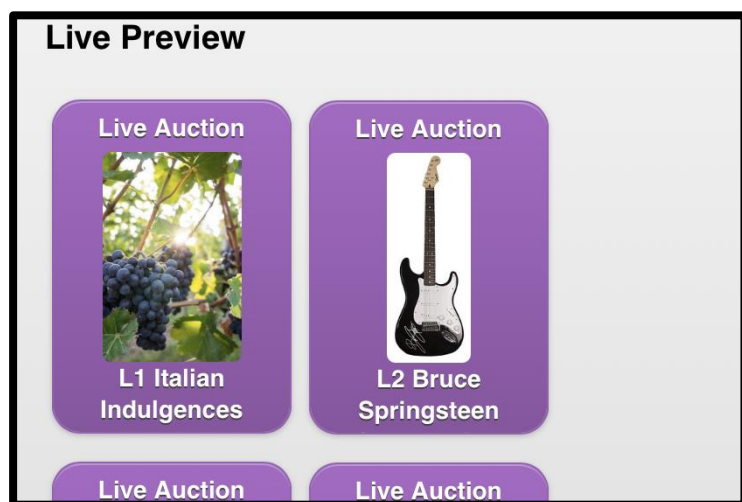 Live Preview
Live Auction
L1 Italian
Indulgences
Live Auction
L2 Bruce
Springsteen
Live Auction
Live Auction